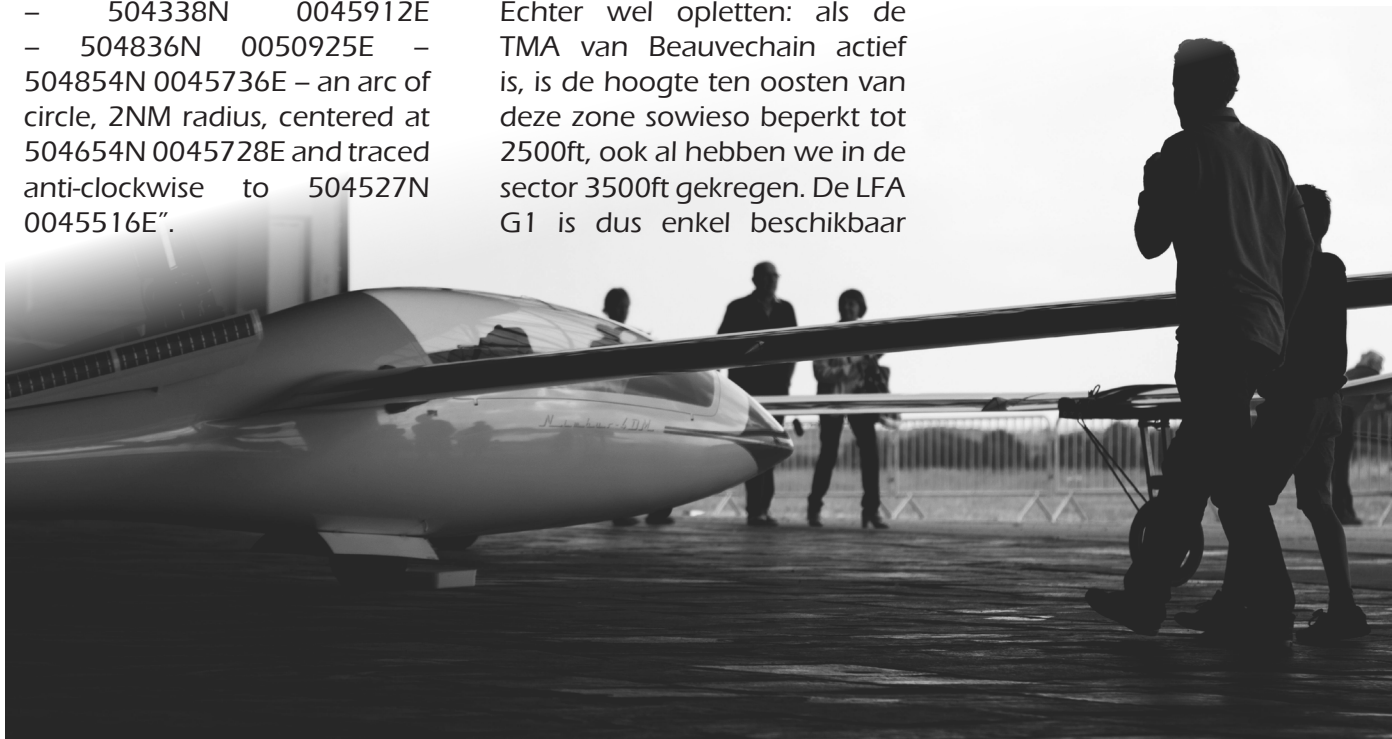 – 504338N 0045912E
– 504836N 0050925E –
504854N 0045736E – an arc of
circle, 2NM radius, centered at
504654N 0045728E and traced
anti-clockwise to 504527N
0045516E”.
Echter wel opletten: als de
TMA van Beauvechain actief
is, is de hoogte ten oosten van
deze zone sowieso beperkt tot
2500ft, ook al hebben we in de
sector 3500ft gekregen. De LFA
G1 is dus enkel beschikbaar